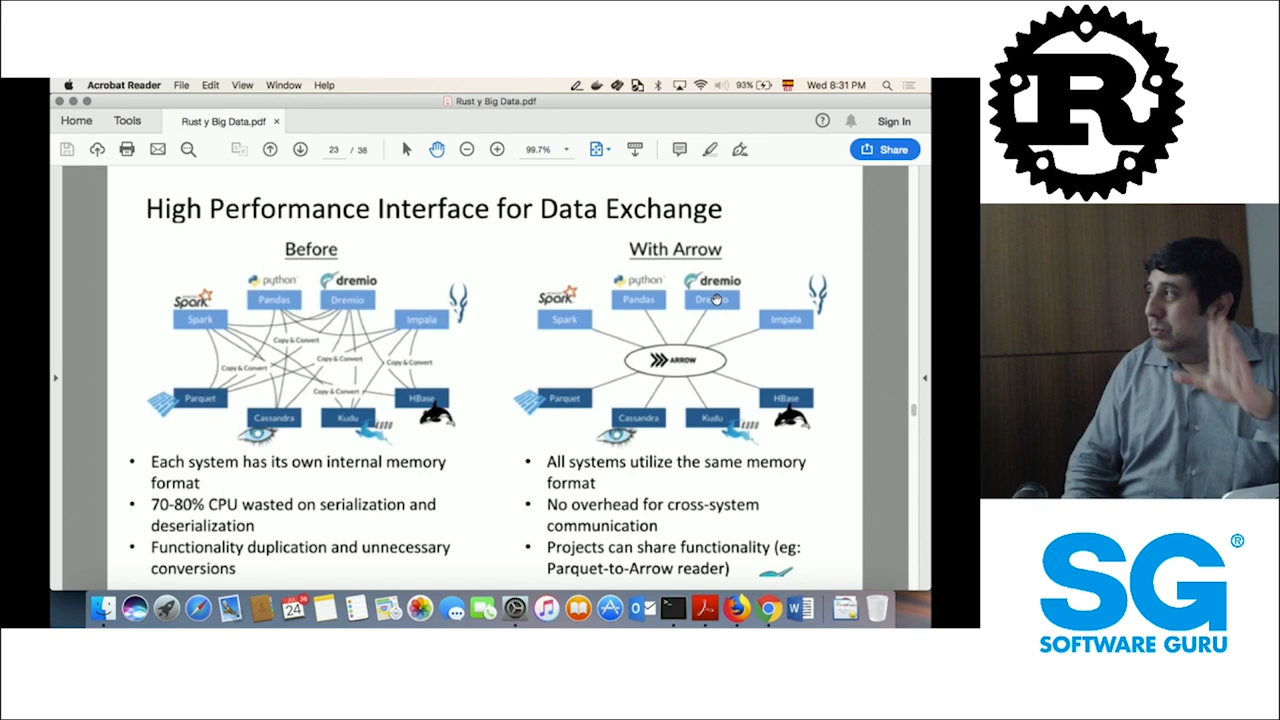 Acrobat Reader File Edit View Window Help 93% Wed 8:31 PM
Rust y Big Data.pdf
Home Tools Rust y Big Data.pdf × Sign In
23 / 38 99.7% Share
High Performance Interface for Data Exchange
Before
python dremio
Spark Pandas Dremio
Spark Impala
Copy & Convert
Copy & Convert Copy & Convert Copy & Convert
Copy & Convert
Parquet HBase
Cassandra Kudu
Each system has its own internal memory
format
70-80% CPU wasted on serialization and
deserialization
Functionality duplication and unnecessary
conversions
With Arrow
python dremio
Spark Pandas
Spark Impala
ARROW
Parquet HBase
Cassandra Kudu
All systems utilize the same memory
format
No overhead for cross-system
communication
Projects can share functionality (eg:
Parquet-to-Arrow reader)
24
W
R
SG®
SOFTWARE GURU